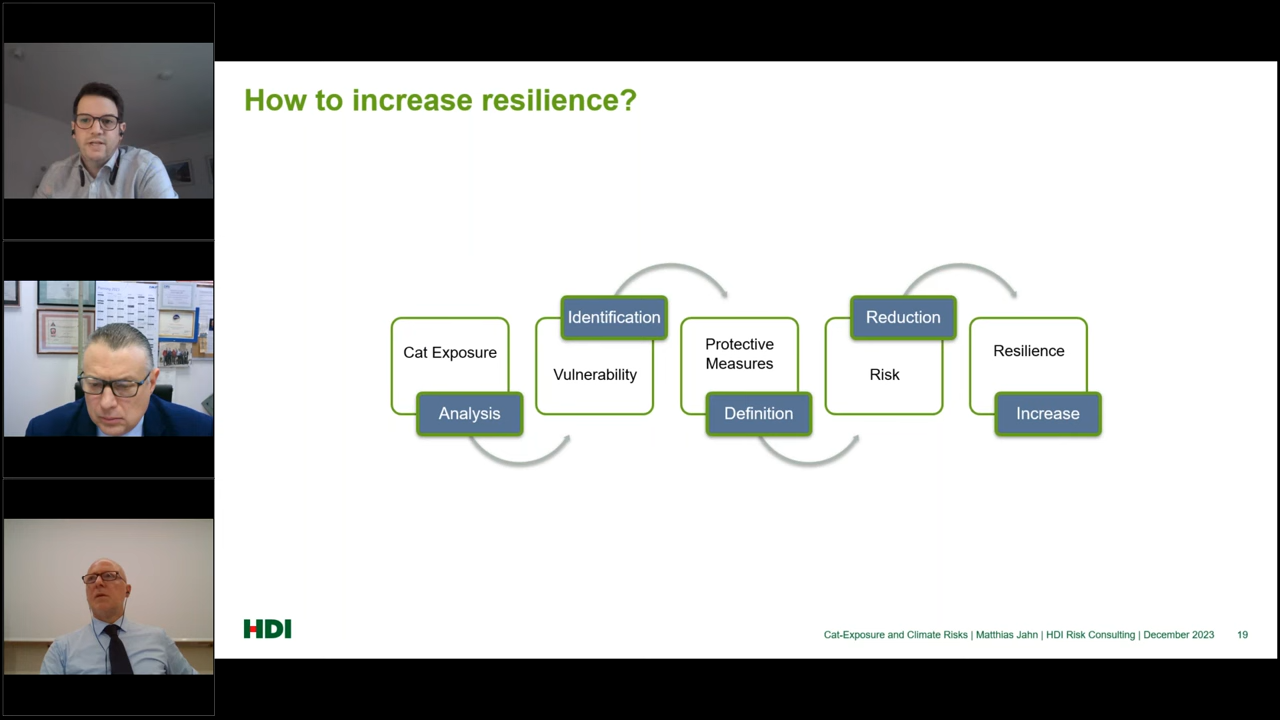 How to increase resilience?
Cat Exposure
Analysis
Identification
Vulnerability
Protective
Measures
Definition
Reduction
Risk
Resilience
Increase
HDI
Cat-Exposure and Climate Risks | Matthias Jahn | HDI Risk Consulting | December 2023 19